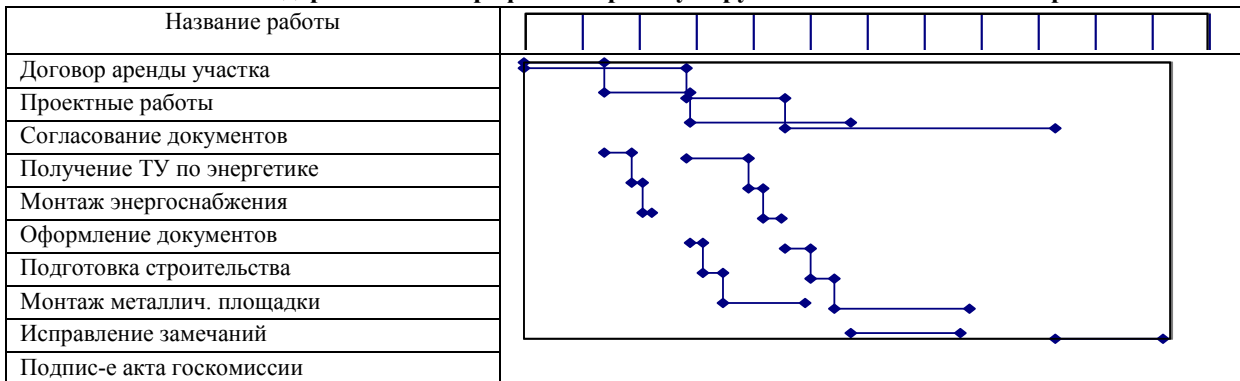 Название работы
Договор аренды участка
Проектные работы
Согласование документов
Получение ТУ по энергетике
Монтаж энергоснабжения
Оформление документов
Подготовка строительства
Монтаж металлич. площадки
Исправление замечаний
Подпис-е акта госкомиссии